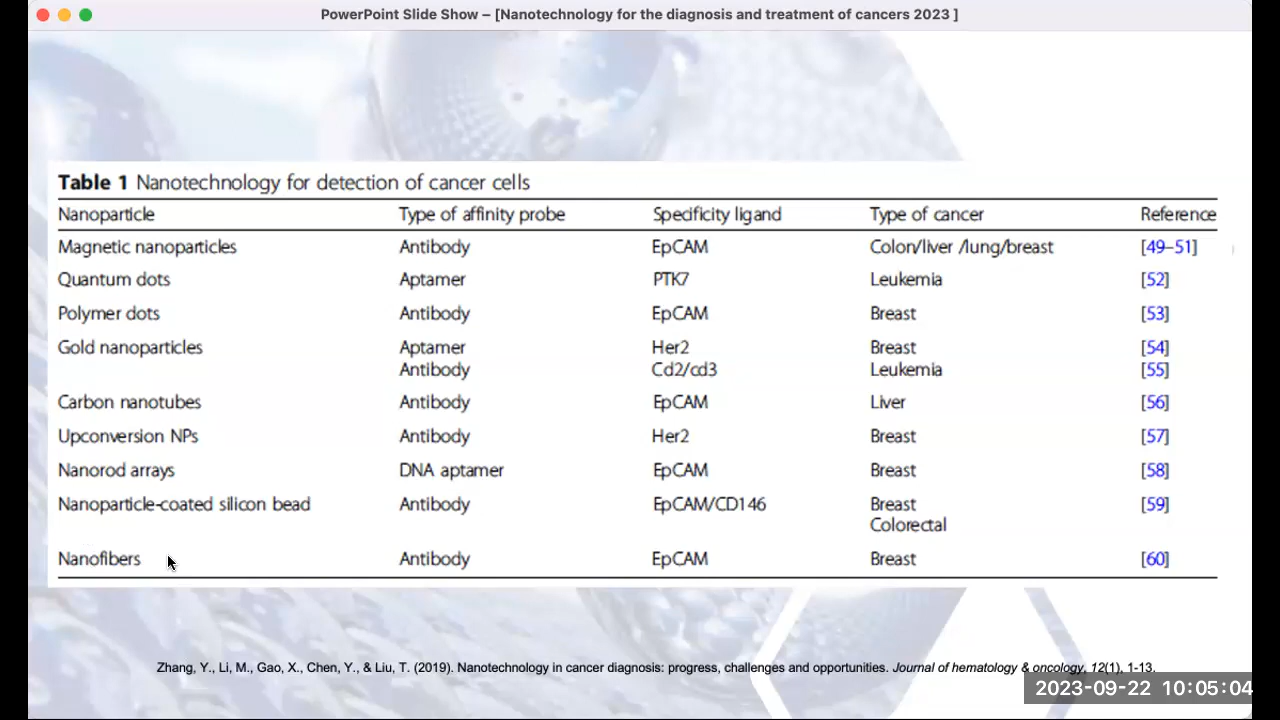 PowerPoint Slide Show – [Nanotechnology for the diagnosis and treatment of cancers 2023 ]
Table 1 Nanotechnology for detection of cancer cells
Nanoparticle Type of affinity probe Specificity ligand Type of cancer Reference
Magnetic nanoparticles Antibody EpCAM Colon/liver /lung/breast [49–51]
Quantum dots Aptamer PTK7 Leukemia [52]
Polymer dots Antibody EpCAM Breast [53]
Gold nanoparticles Aptamer Her2 Breast [54]
Antibody Cd2/cd3 Leukemia [55]
Carbon nanotubes Antibody EpCAM Liver [56]
Upconversion NPs Antibody Her2 Breast [57]
Nanorod arrays DNA aptamer EpCAM Breast [58]
Nanoparticle-coated silicon bead Antibody EpCAM/CD146 Breast [59]
Colorectal
Nanofibers Antibody EpCAM Breast [60]
Zhang, Y., Li, M., Gao, X., Chen, Y., & Liu, T. (2019). Nanotechnology in cancer diagnosis: progress, challenges and opportunities. Journal of hematology & oncology, 12(1), 1-13.
2023-09-22 10:05:04